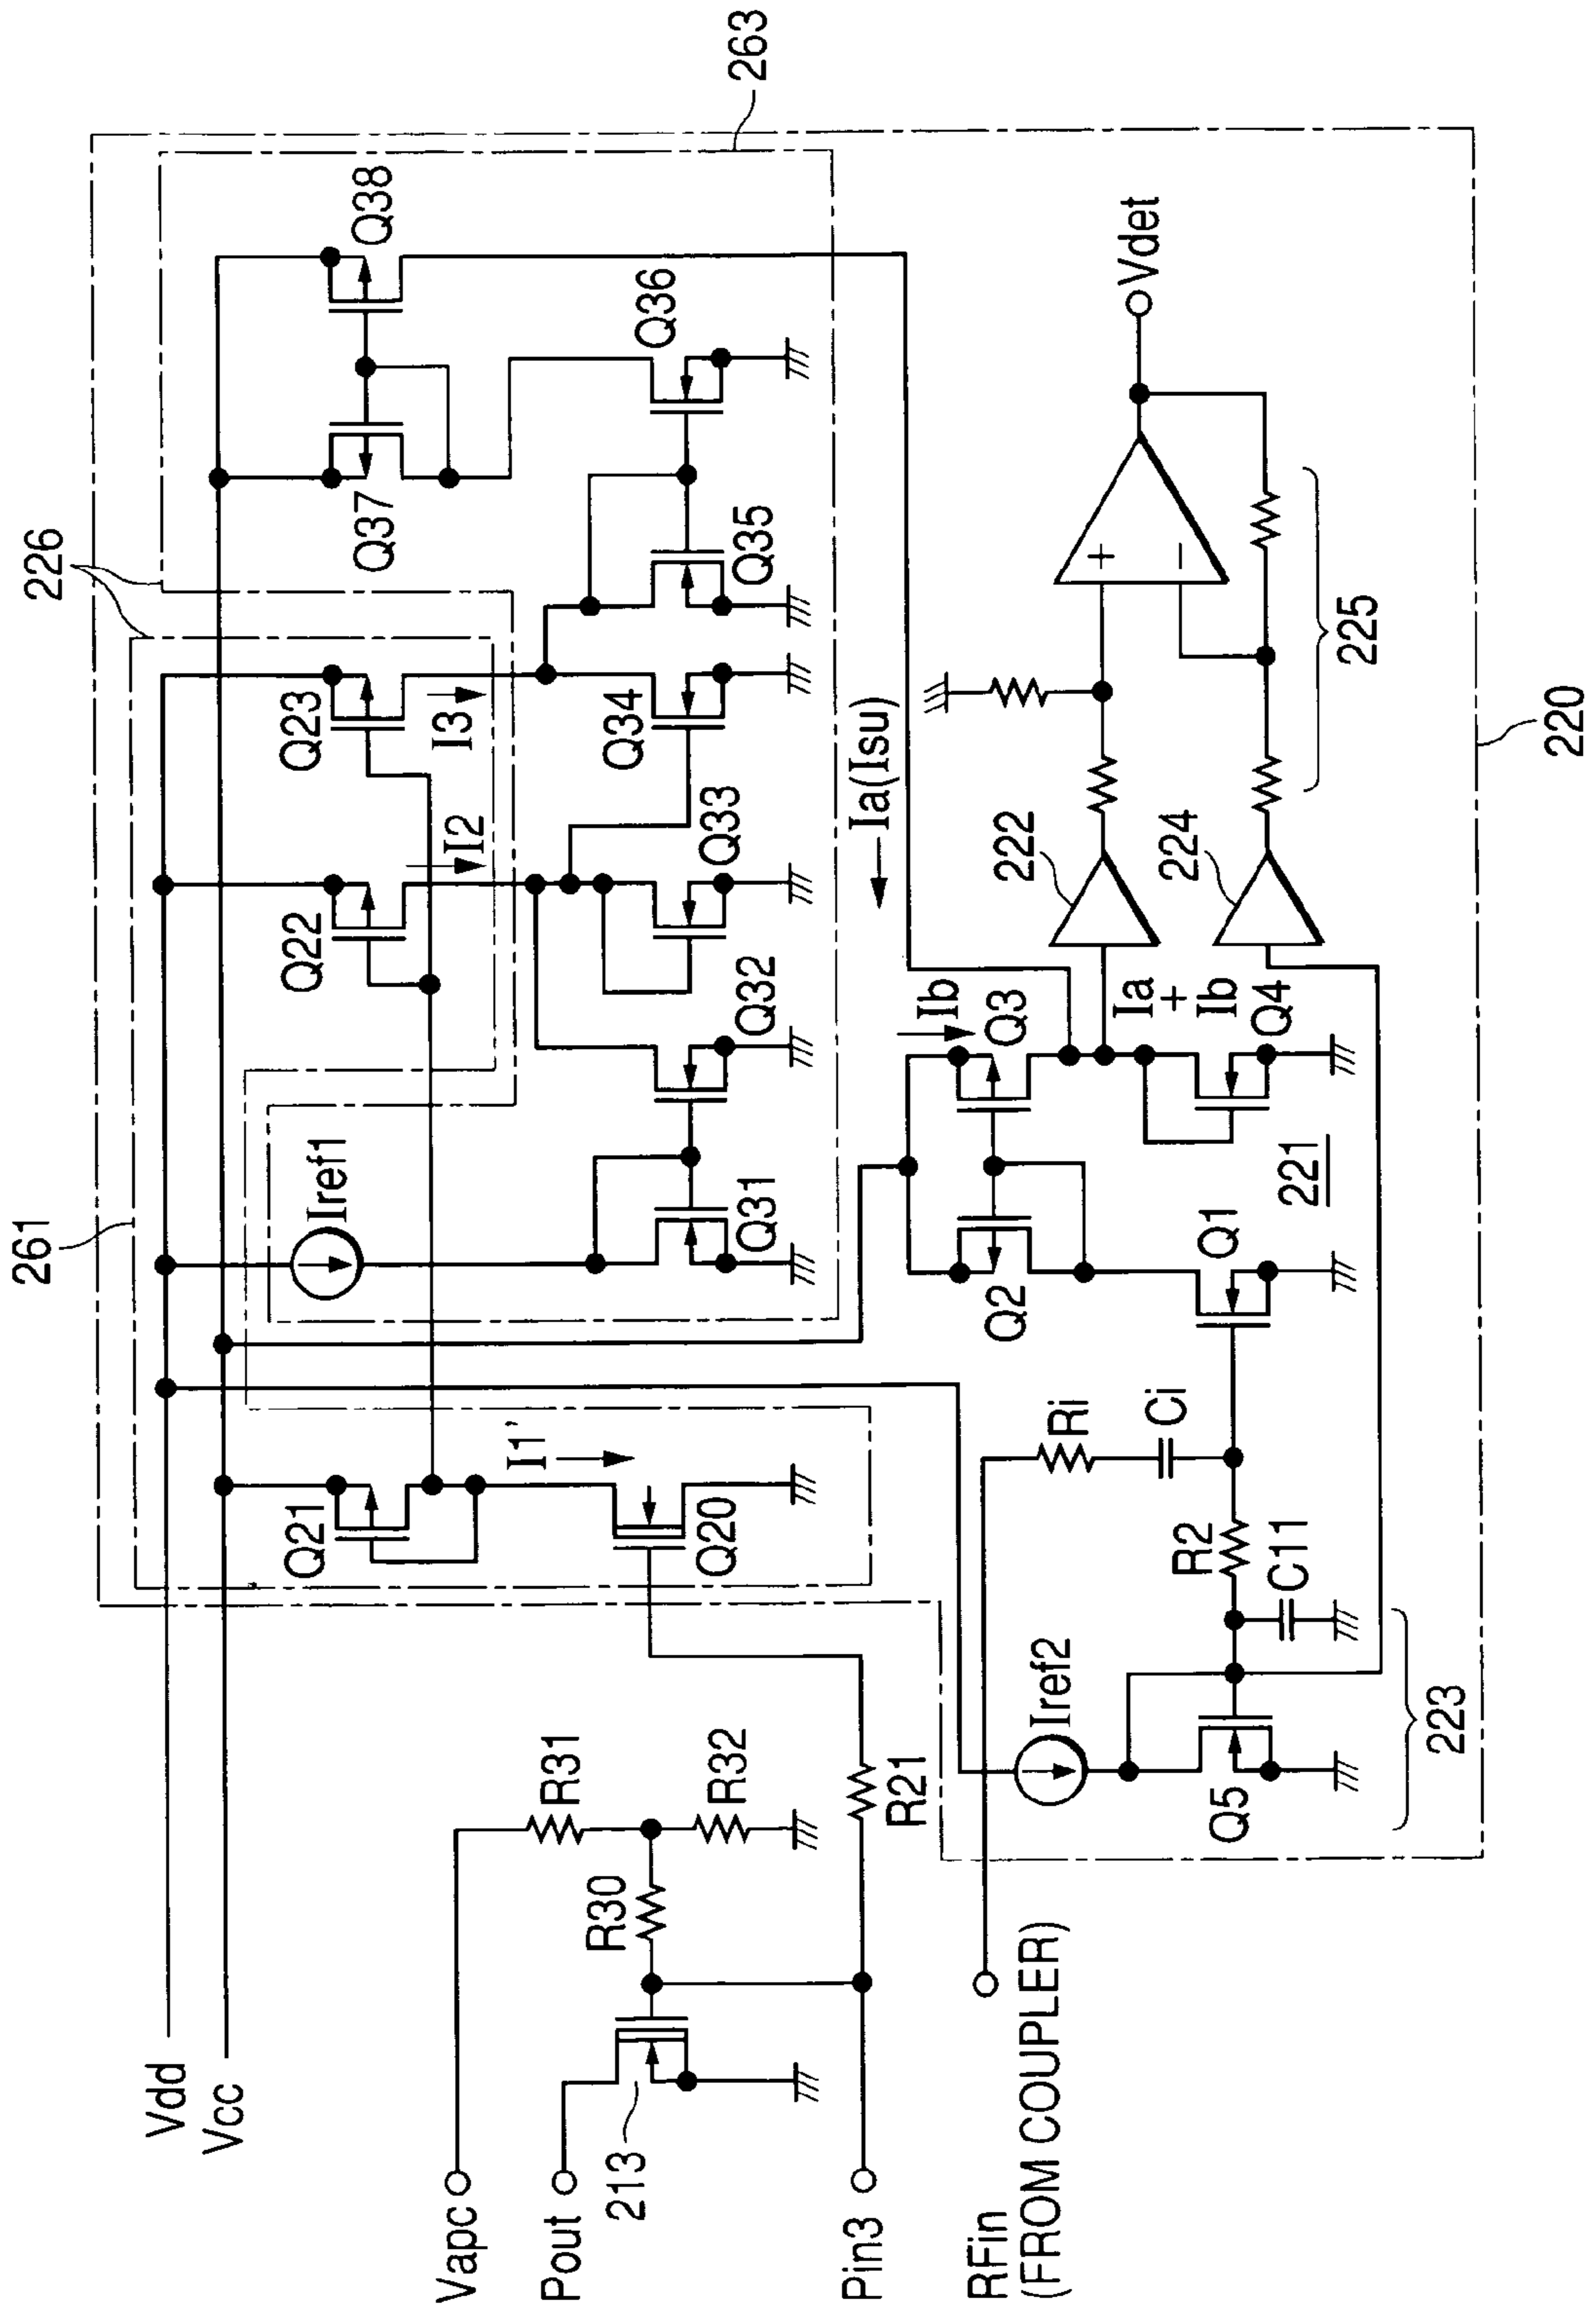 226
263
261
Vdd
Vcc
Q21
Q22
Q23
Q37
Q38
Iref1
I1'
I2
I3
Q20
Q31
Q32
Q33
Q34
Q35
Q36
Vapc
Pout
213
Pin3
R30
R31
R32
R21
Ia(Isu)
RFin
(FROM COUPLER)
Iref2
Q5
223
R2
C11
Ri
Ci
Q1
Q2
221
Ib
Q3
Ia
+
Ib
Q4
222
224
+
−
225
Vdet
220